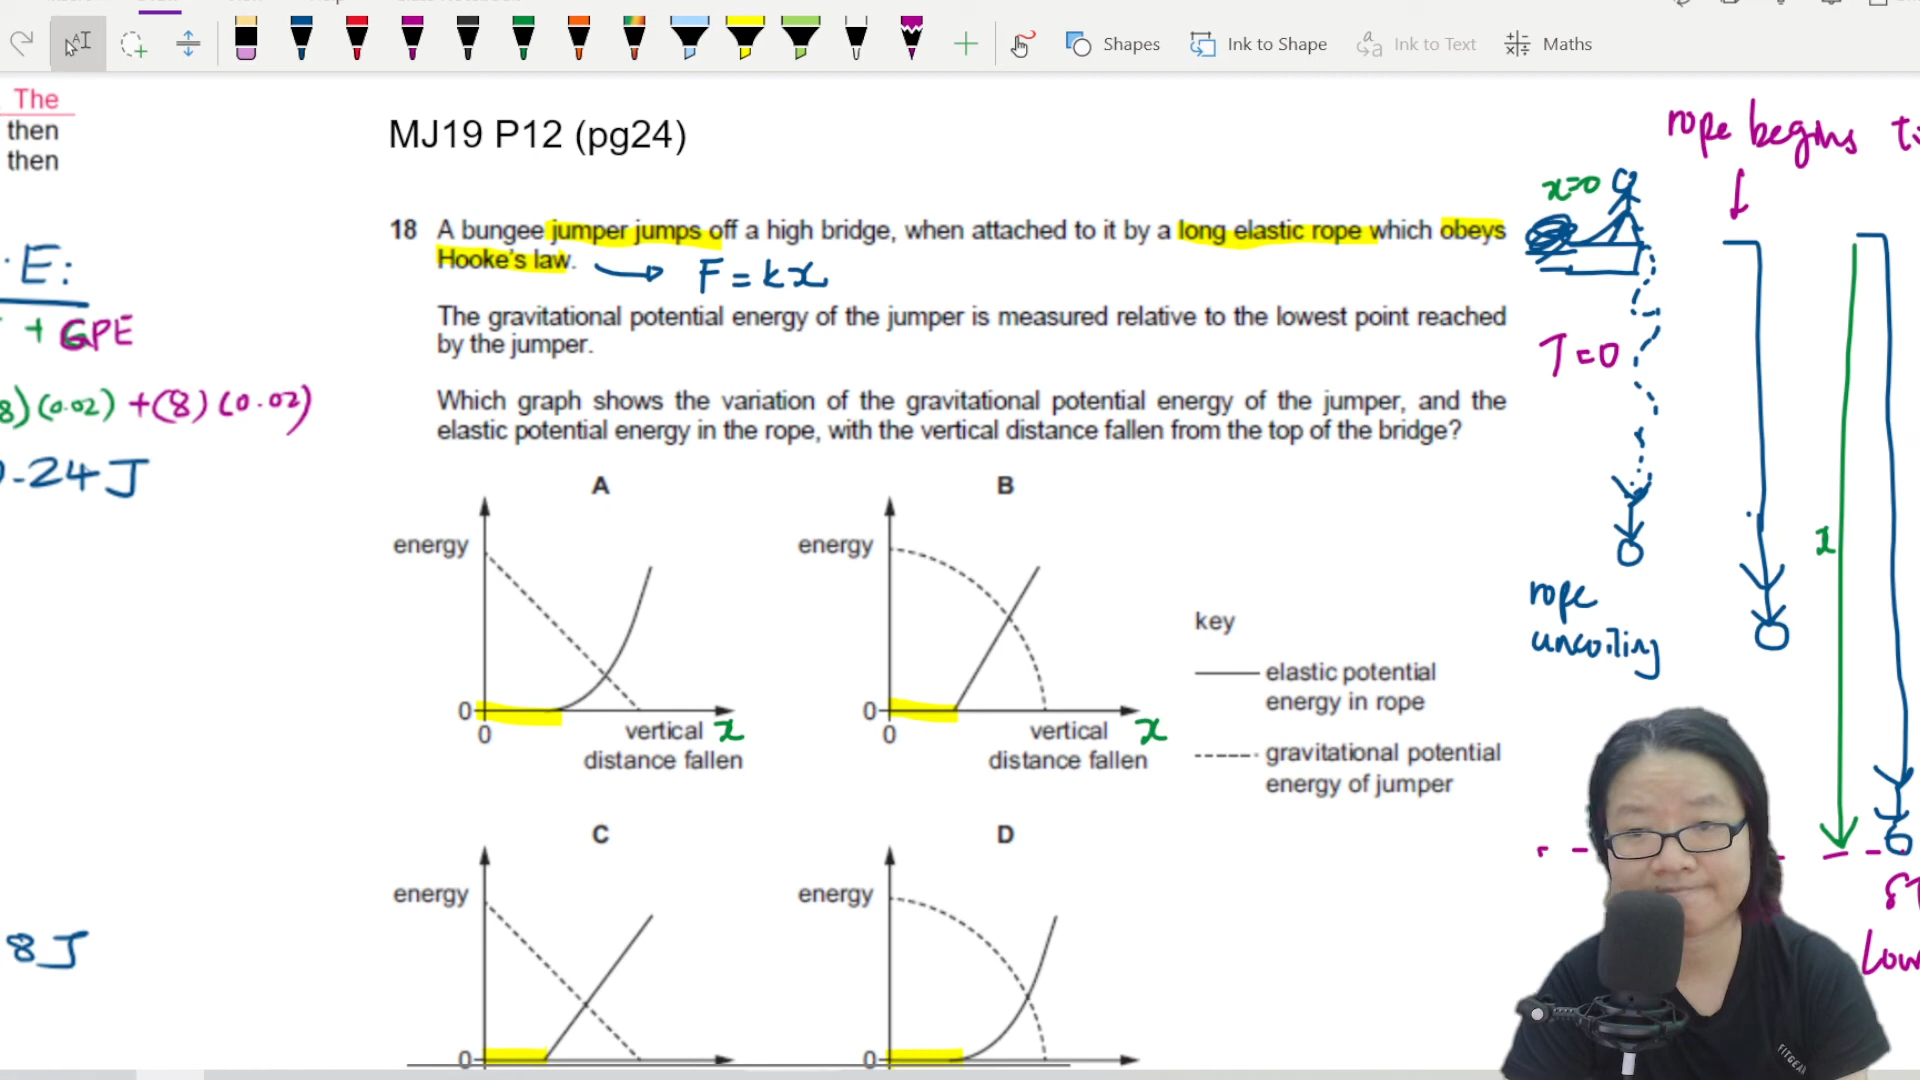 Shapes
Ink to Shape
Ink to Text
Maths
The
then
then
MJ19 P12 (pg24)
rope begins
x=0
18 A bungee jumper jumps off a high bridge, when attached to it by a long elastic rope which obeys
Hooke's law.
F = kx
· E:
+ GPE
The gravitational potential energy of the jumper is measured relative to the lowest point reached
by the jumper.
T=0
8)(0.02) +(8)(0.02)
Which graph shows the variation of the gravitational potential energy of the jumper, and the
elastic potential energy in the rope, with the vertical distance fallen from the top of the bridge?
.24J
A
B
energy
energy
x
rope
uncoiling
key
elastic potential
energy in rope
gravitational potential
energy of jumper
0
0
vertical x
distance fallen
0
0
vertical x
distance fallen
C
D
energy
energy
8J
Low
0
0
FITGEAR